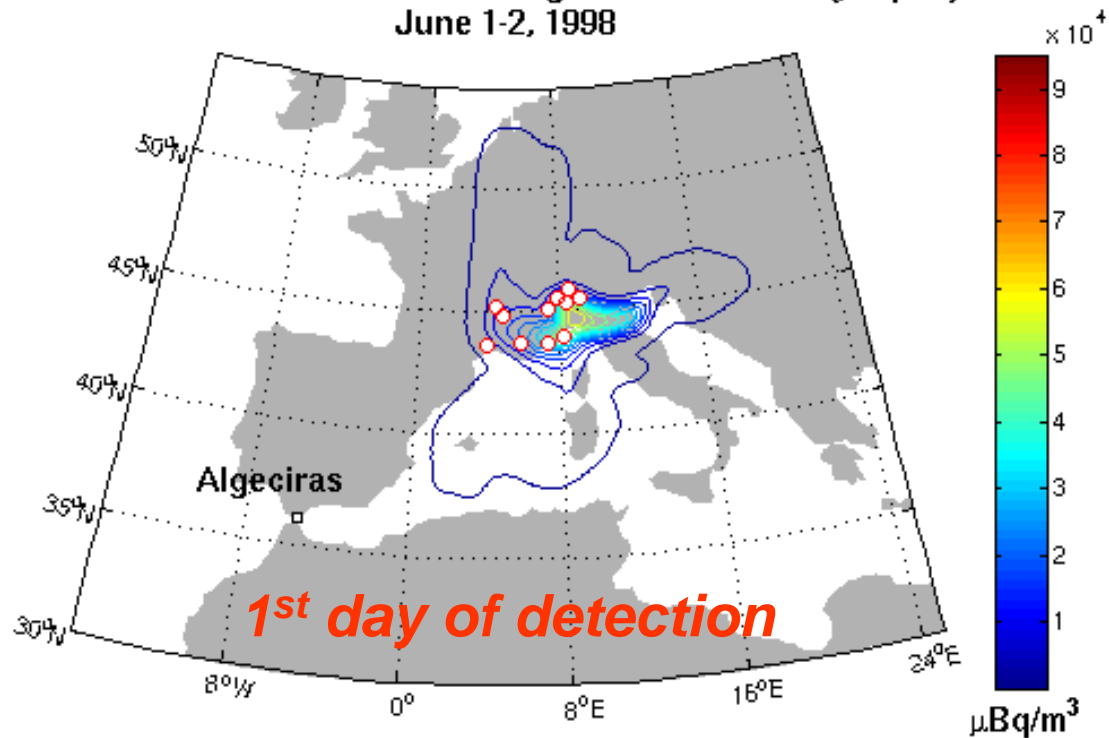 June 1-2, 1998
× 10⁴
9
8
7
6
5
4
3
2
1
μBq/m³
50°N
45°N
40°N
35°N
30°N
Algeciras
1st day of detection
8°W
0°
8°E
16°E
24°E